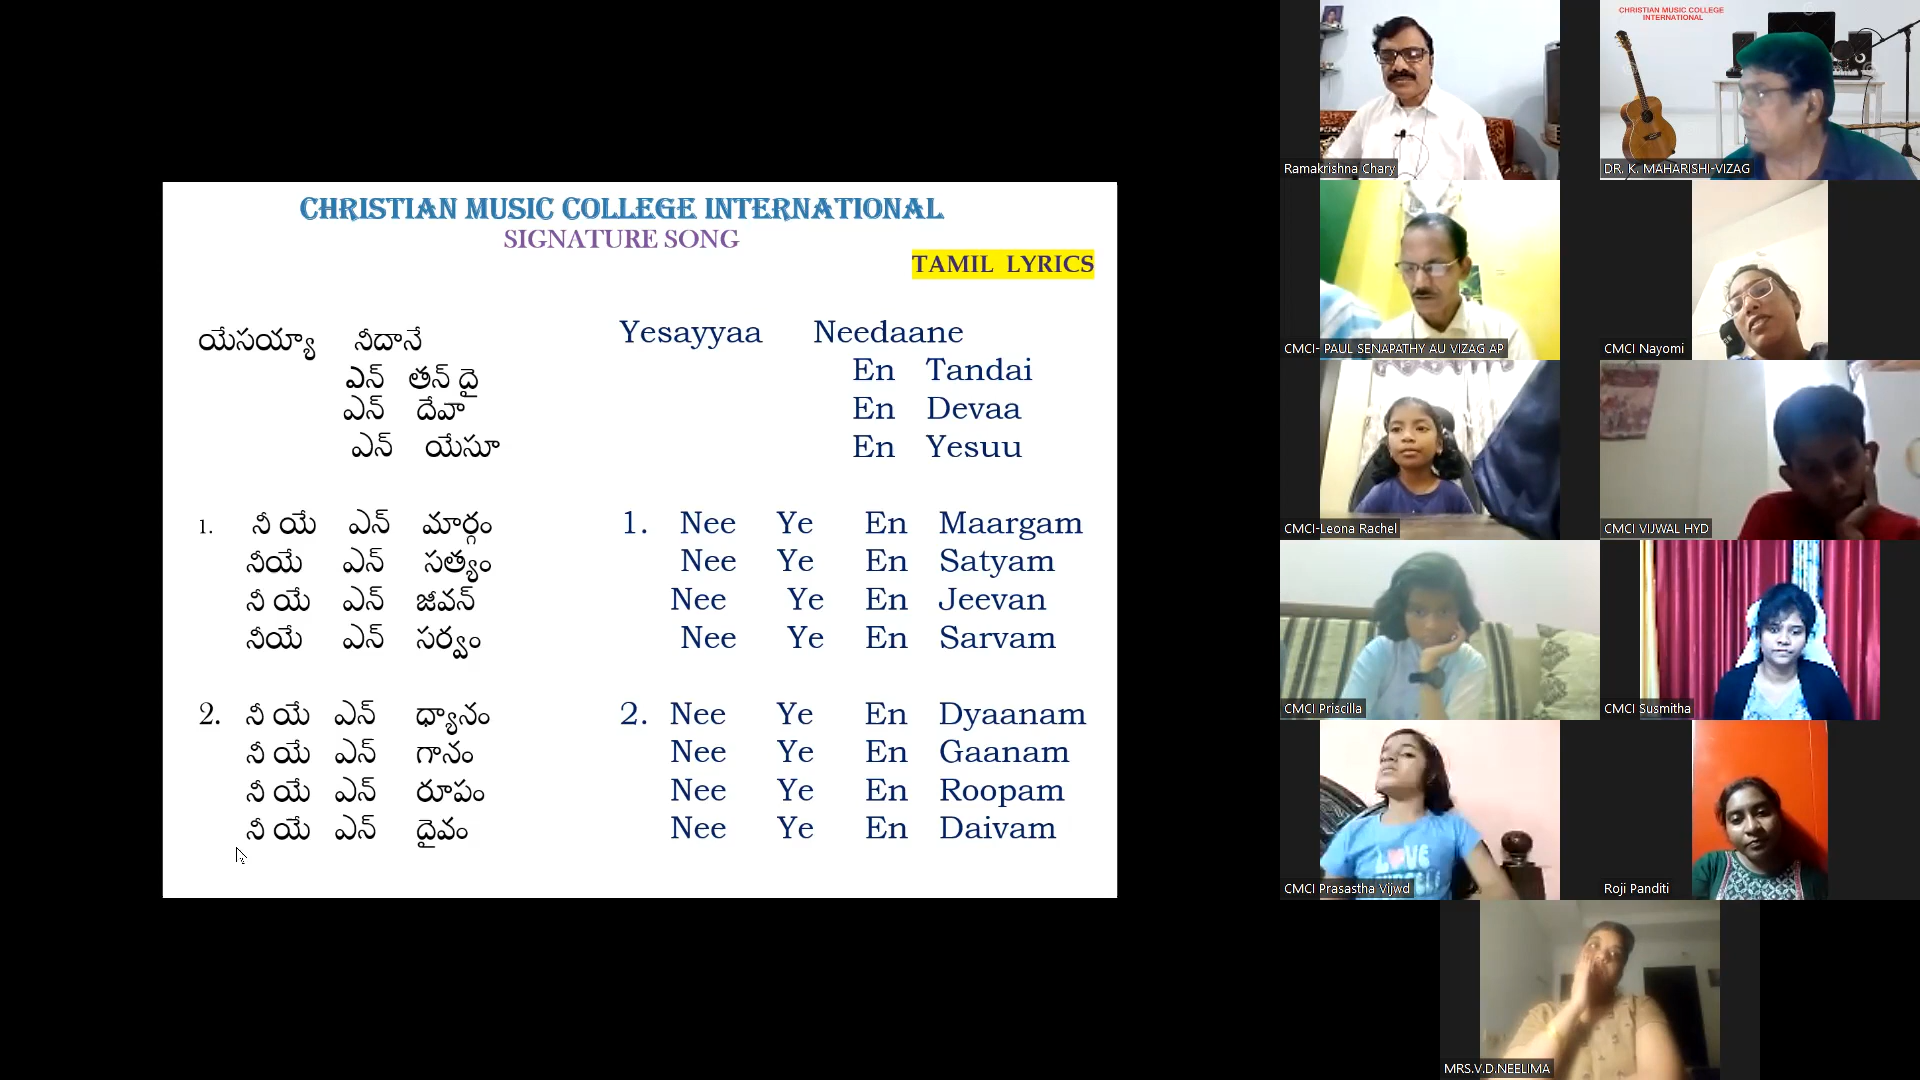 CHRISTIAN MUSIC COLLEGE INTERNATIONAL
SIGNATURE SONG
TAMIL LYRICS
యేసయ్యా నీదానే
ఎన్ తన్ దై
ఎన్ దేవా
ఎన్ యేసూ
1. నీ యే ఎన్ మార్గం
నీయే ఎన్ సత్యం
నీ యే ఎన్ జీవన్
నీయే ఎన్ సర్వం
2. నీ యే ఎన్ ధ్యానం
నీ యే ఎన్ గానం
నీ యే ఎన్ రూపం
నీ యే ఎన్ దైవం
Yesayyaa Needaane
En Tandai
En Devaa
En Yesuu
1. Nee Ye En Maargam
Nee Ye En Satyam
Nee Ye En Jeevan
Nee Ye En Sarvam
2. Nee Ye En Dyaanam
Nee Ye En Gaanam
Nee Ye En Roopam
Nee Ye En Daivam
Ramakrishna Chary
CHRISTIAN MUSIC COLLEGE
INTERNATIONAL
DR. K. MAHARISHI-VIZAG
CMCI- PAUL SENAPATHY AU VIZAG AP
CMCI Nayomi
CMCI-Leona Rachel
CMCI VIJWAL HYD
CMCI Priscilla
CMCI Susmitha
LOVE
CMCI Prasastha Vijwd
Roji Panditi
MRS.V.D.NEELIMA